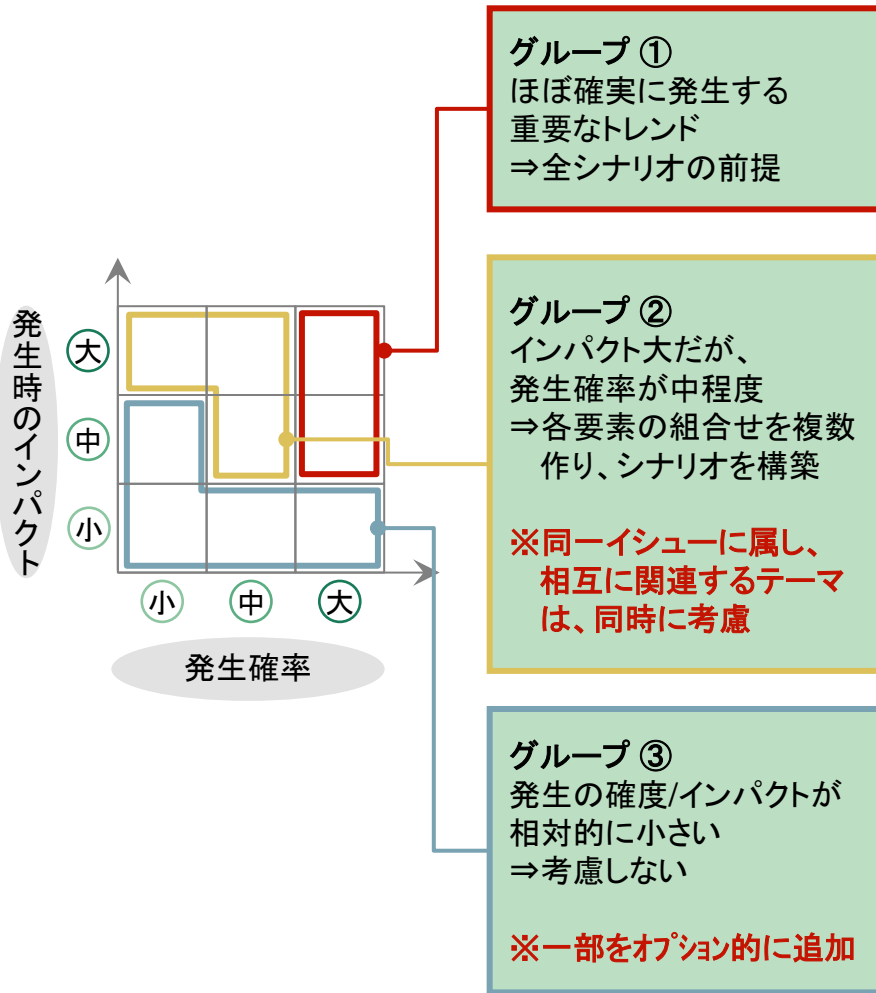 グループ ①
ほぼ確実に発生する
重要なトレンド
⇒全シナリオの前提
発生時のインパクト
大
中
小
小
中
大
発生確率
グループ ②
インパクト大だが、
発生確率が中程度
⇒各要素の組合せを複数
作り、シナリオを構築
※同一イシューに属し、
相互に関連するテーマ
は、同時に考慮
グループ ③
発生の確度/インパクトが
相対的に小さい
⇒考慮しない
※一部をオプション的に追加